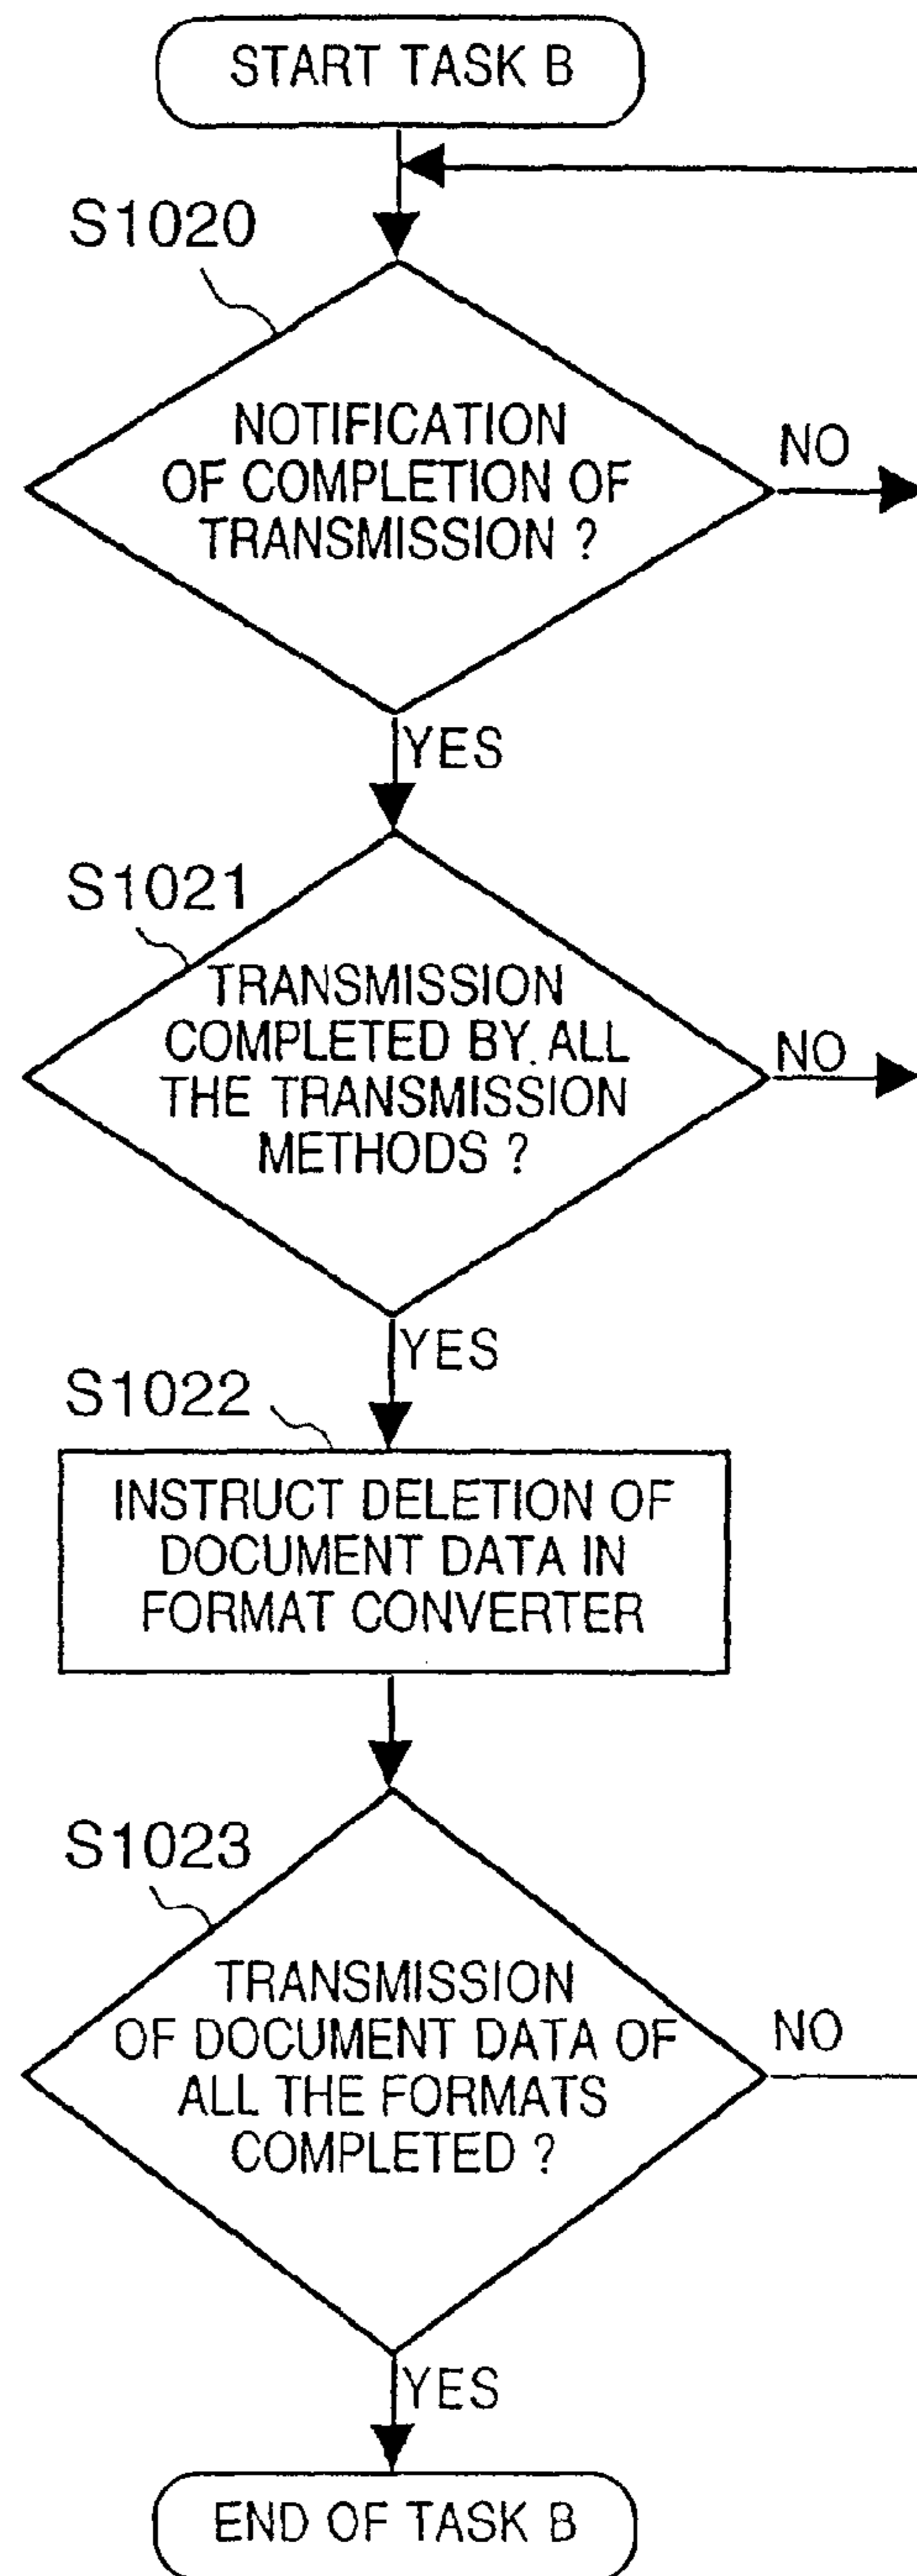 START TASK B
S1020
NOTIFICATION
OF COMPLETION OF
TRANSMISSION ?
NO
YES
S1021
TRANSMISSION
COMPLETED BY ALL
THE TRANSMISSION
METHODS ?
NO
YES
S1022
INSTRUCT DELETION OF
DOCUMENT DATA IN
FORMAT CONVERTER
S1023
TRANSMISSION
OF DOCUMENT DATA OF
ALL THE FORMATS
COMPLETED ?
NO
YES
END OF TASK B